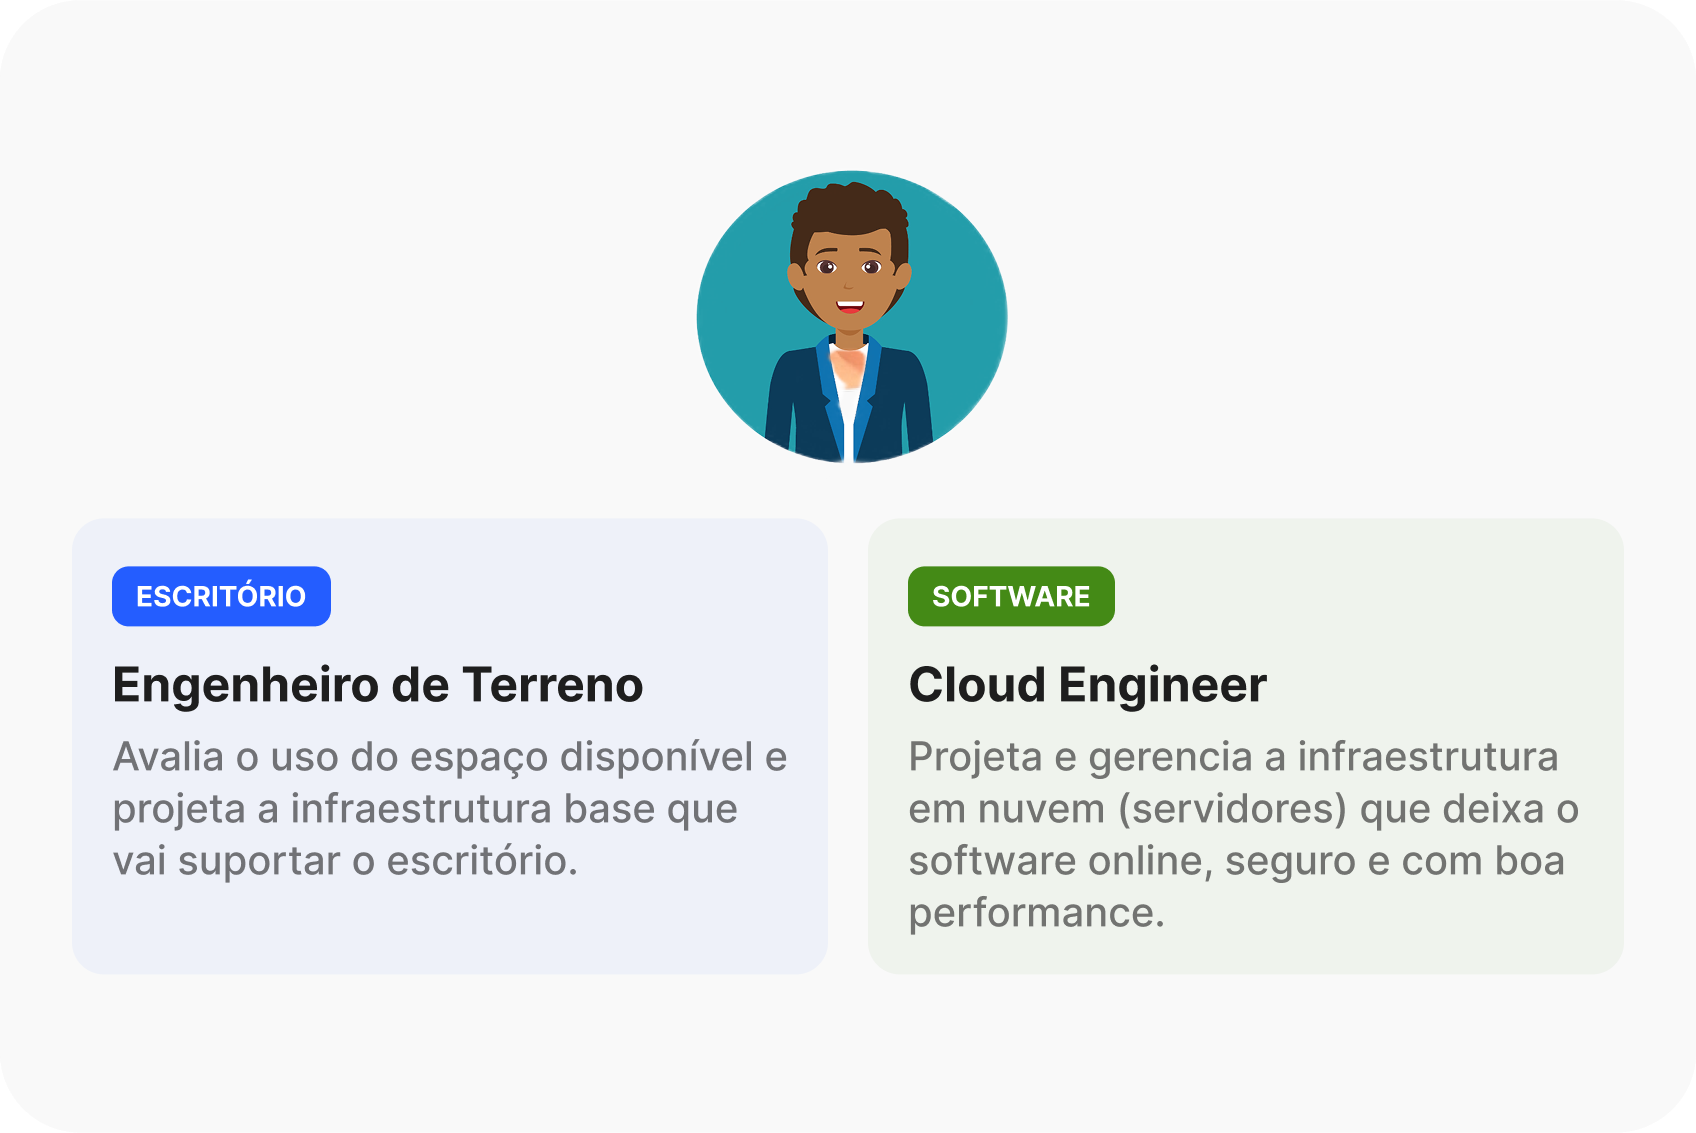 ESCRITÓRIO
Engenheiro de Terreno
Avalia o uso do espaço disponível e
projeta a infraestrutura base que
vai suportar o escritório.
SOFTWARE
Cloud Engineer
Projeta e gerencia a infraestrutura
em nuvem (servidores) que deixa o
software online, seguro e com boa
performance.